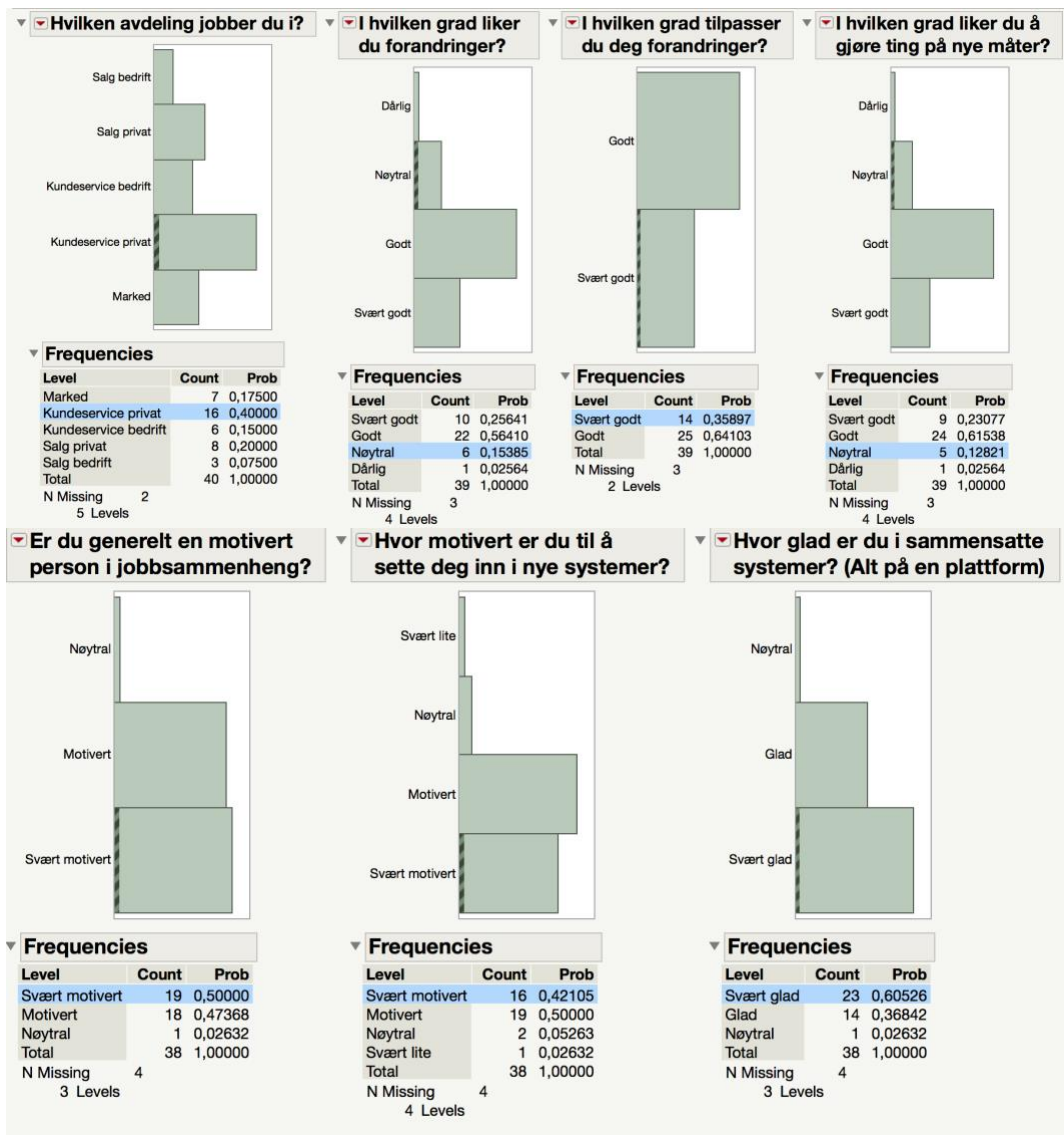 Hvilken avdeling jobber du i?
Salg bedrift
Salg privat
Kundeservice bedrift
Kundeservice privat
Marked
Frequencies
Level Count Prob
Marked 7 0,17500
Kundeservice privat 16 0,40000
Kundeservice bedrift 6 0,15000
Salg privat 8 0,20000
Salg bedrift 3 0,07500
Total 40 1,00000
N Missing 2
5 Levels
I hvilken grad liker
du forandringer?
Dårlig
Nøytral
Godt
Svært godt
Frequencies
Level Count Prob
Svært godt 10 0,25641
Godt 22 0,56410
Nøytral 6 0,15385
Dårlig 1 0,02564
Total 39 1,00000
N Missing 3
4 Levels
I hvilken grad tilpasser
du deg forandringer?
Godt
Svært godt
Frequencies
Level Count Prob
Svært godt 14 0,35897
Godt 25 0,64103
Total 39 1,00000
N Missing 3
2 Levels
I hvilken grad liker du å
gjøre ting på nye måter?
Dårlig
Nøytral
Godt
Svært godt
Frequencies
Level Count Prob
Svært godt 9 0,23077
Godt 24 0,61538
Nøytral 5 0,12821
Dårlig 1 0,02564
Total 39 1,00000
N Missing 3
4 Levels
Er du generelt en motivert
person i jobbsammenheng?
Nøytral
Motivert
Svært motivert
Frequencies
Level Count Prob
Svært motivert 19 0,50000
Motivert 18 0,47368
Nøytral 1 0,02632
Total 38 1,00000
N Missing 4
3 Levels
Hvor motivert er du til å
sette deg inn i nye systemer?
Svært lite
Nøytral
Motivert
Svært motivert
Frequencies
Level Count Prob
Svært motivert 16 0,42105
Motivert 19 0,50000
Nøytral 2 0,05263
Svært lite 1 0,02632
Total 38 1,00000
N Missing 4
4 Levels
Hvor glad er du i sammensatte
systemer? (Alt på en plattform)
Nøytral
Glad
Svært glad
Frequencies
Level Count Prob
Svært glad 23 0,60526
Glad 14 0,36842
Nøytral 1 0,02632
Total 38 1,00000
N Missing 4
3 Levels